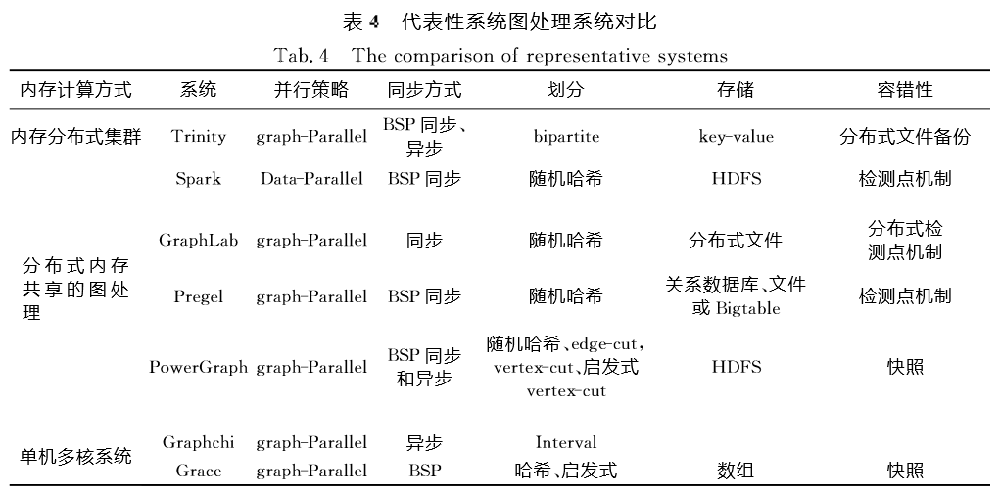 表 4 代表性系统图处理系统对比
Tab. 4 The comparison of representative systems
内存计算方式 系统 并行策略 同步方式 划分 存储 容错性
内存分布式集群 Trinity graph-Parallel BSP 同步、异步 bipartite key-value 分布式文件备份
Spark Data-Parallel BSP 同步 随机哈希 HDFS 检测点机制
分布式内存共享的图处理
GraphLab graph-Parallel 同步 随机哈希 分布式文件 分布式检测点机制
Pregel graph-Parallel BSP 同步 随机哈希 关系数据库、文件或 Bigtable 检测点机制
PowerGraph graph-Parallel BSP 同步和异步 随机哈希、edge-cut, vertex-cut、启发式 vertex-cut HDFS 快照
单机多核系统
Graphchi graph-Parallel 异步 Interval
Grace graph-Parallel BSP 哈希、启发式 数组 快照